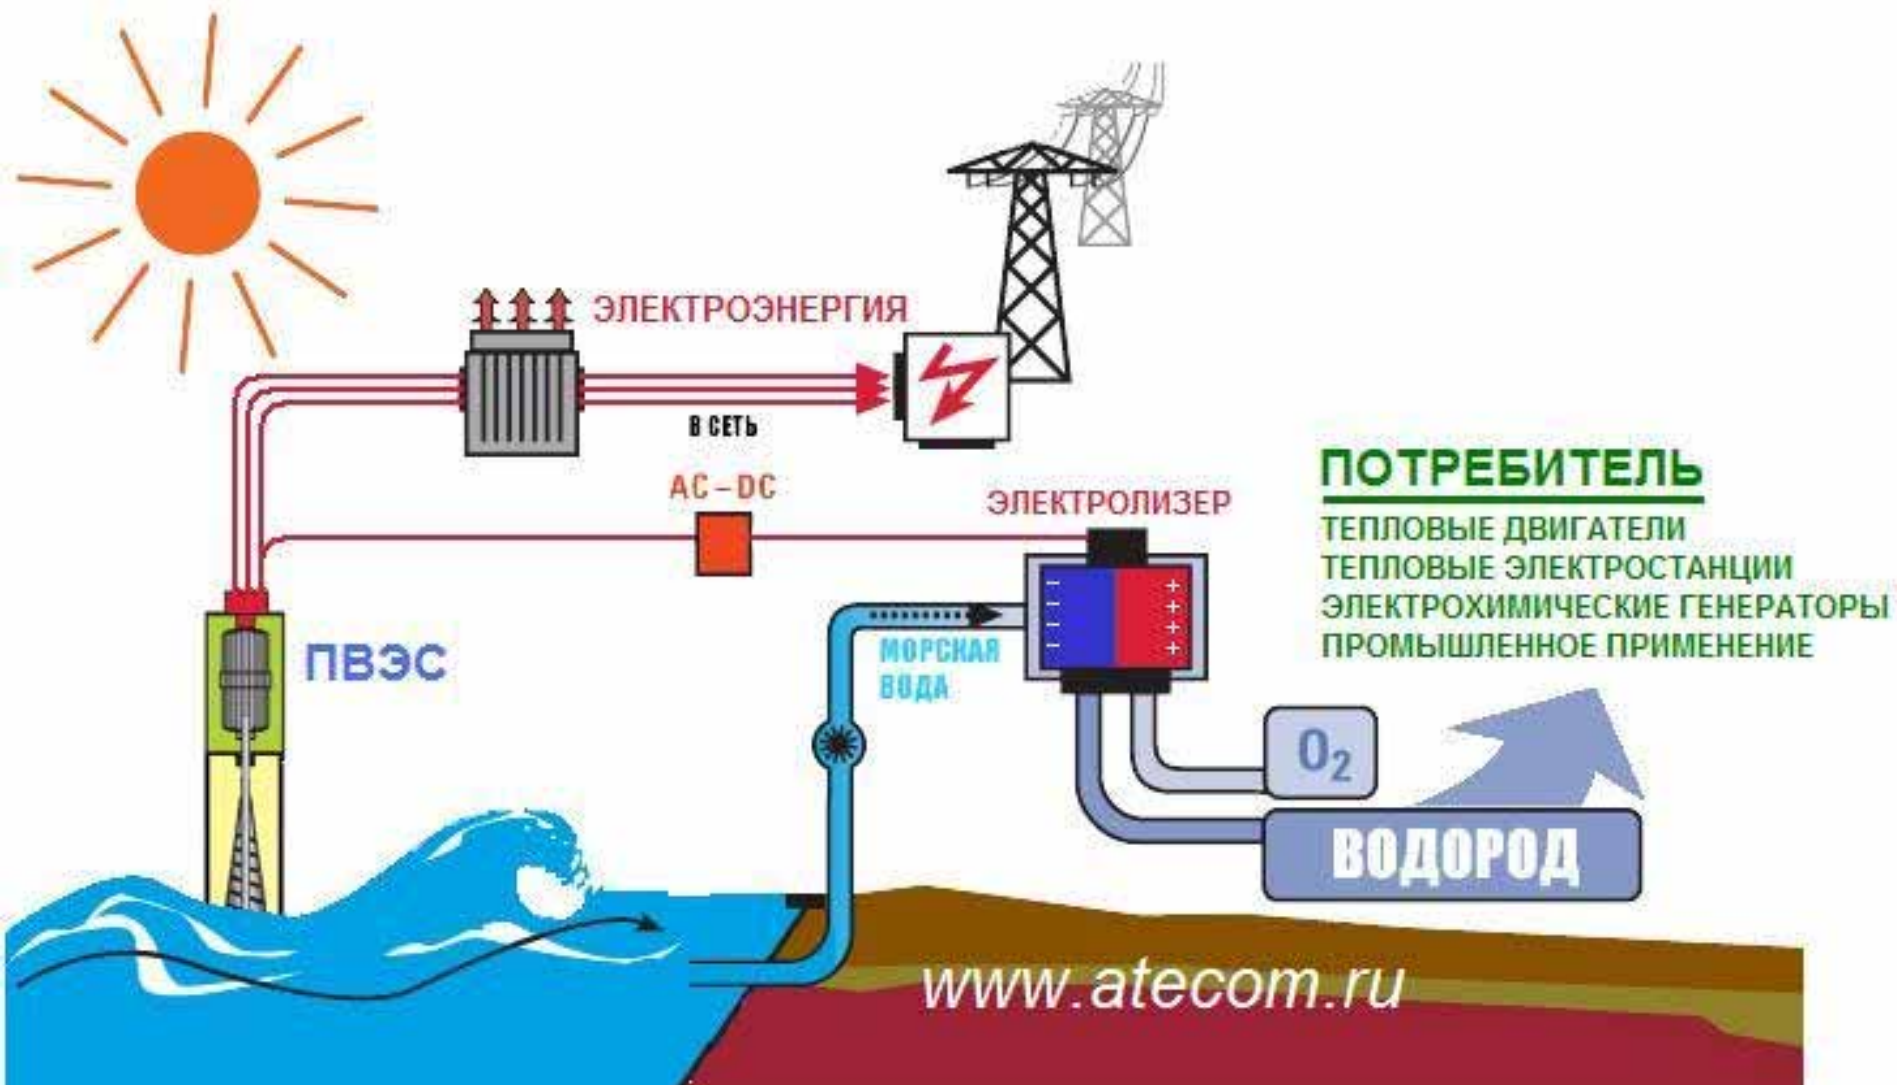 ЭЛЕКТРОЭНЕРГИЯ
В СЕТЬ
AC–DC
ЭЛЕКТРОЛИЗЕР
ПВЭС
МОРСКАЯ
ВОДА
ПОТРЕБИТЕЛЬ
ТЕПЛОВЫЕ ДВИГАТЕЛИ
ТЕПЛОВЫЕ ЭЛЕКТРОСТАНЦИИ
ЭЛЕКТРОХИМИЧЕСКИЕ ГЕНЕРАТОРЫ
ПРОМЫШЛЕННОЕ ПРИМЕНЕНИЕ
O₂
ВОДОРОД
www.atecom.ru